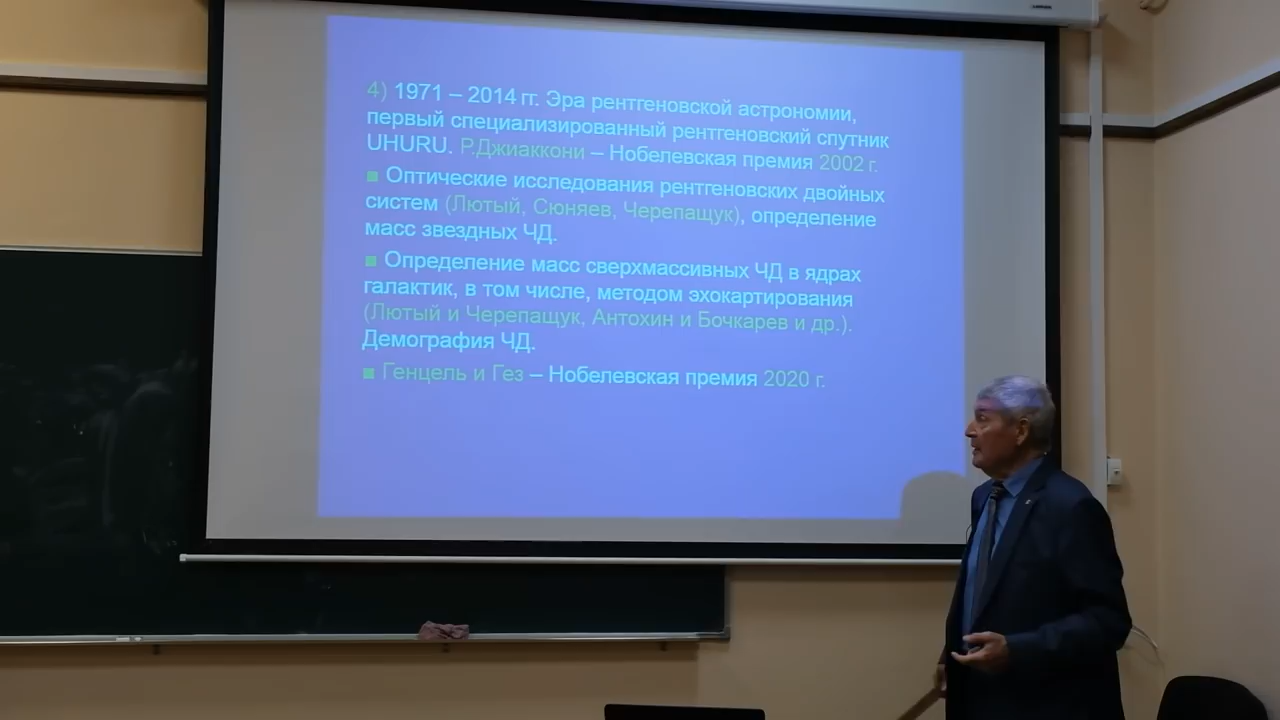 4) 1971 – 2014 гг. Эра рентгеновской астрономии,
первый специализированный рентгеновский спутник
UHURU. Р.Джиаккони – Нобелевская премия 2002 г.
■ Оптические исследования рентгеновских двойных
систем (Лютый, Сюняев, Черепащук), определение
масс звездных ЧД.
■ Определение масс сверхмассивных ЧД в ядрах
галактик, в том числе, методом эхокартирования
(Лютый и Черепащук, Антохин и Бочкарев и др.).
Демография ЧД.
■ Генцель и Гез – Нобелевская премия 2020 г.